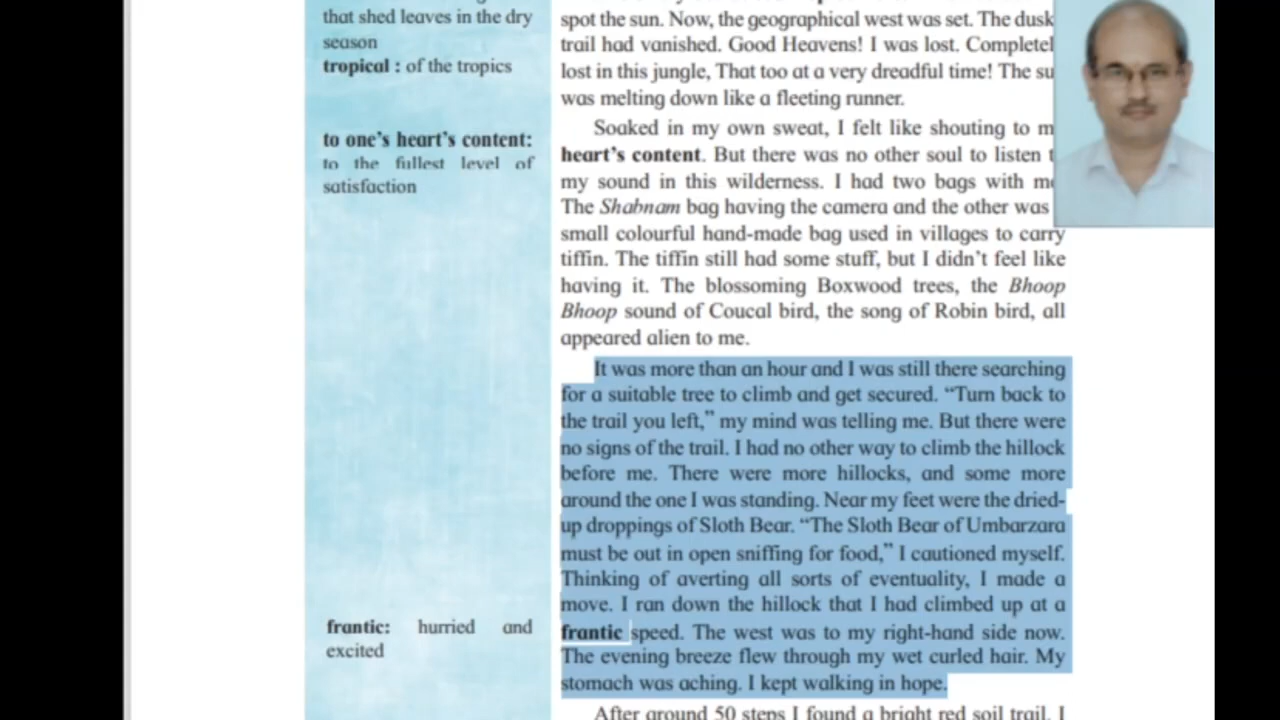 that shed leaves in the dry
season
tropical : of the tropics
to one's heart's content:
to the fullest level of
satisfaction
frantic: hurried and
excited
spot the sun. Now, the geographical west was set. The dusk
trail had vanished. Good Heavens! I was lost.
lost in this jungle, That too at a very dreadful time! The
was melting down like a fleeting runner.
Soaked in my own sweat, I felt like shouting to
heart's content. But there was no other soul to listen
my sound in this wilderness. I had two bags with
The Shabnam bag having the camera and the other was
small colourful hand-made bag used in villages to carry
tiffin. The tiffin still had some stuff, but I didn't feel like
having it. The blossoming Boxwood trees, the Bhoop
Bhoop sound of Coucal bird, the song of Robin bird, all
appeared alien to me.
It was more than an hour and I was still there searching
for a suitable tree to climb and get secured. “Turn back to
the trail you left,” my mind was telling me. But there were
no signs of the trail. I had no other way to climb the hillock
before me. There were more hillocks, and some more
around the one I was standing. Near my feet were the dried-
up droppings of Sloth Bear. “The Sloth Bear of Umbarzara
must be out in open sniffing for food,” I cautioned myself.
Thinking of averting all sorts of eventuality, I made a
move. I ran down the hillock that I had climbed up at a
frantic speed. The west was to my right-hand side now.
The evening breeze flew through my wet curled hair. My
stomach was aching. I kept walking in hope.
After around 50 steps I found a bright red soil trail. I